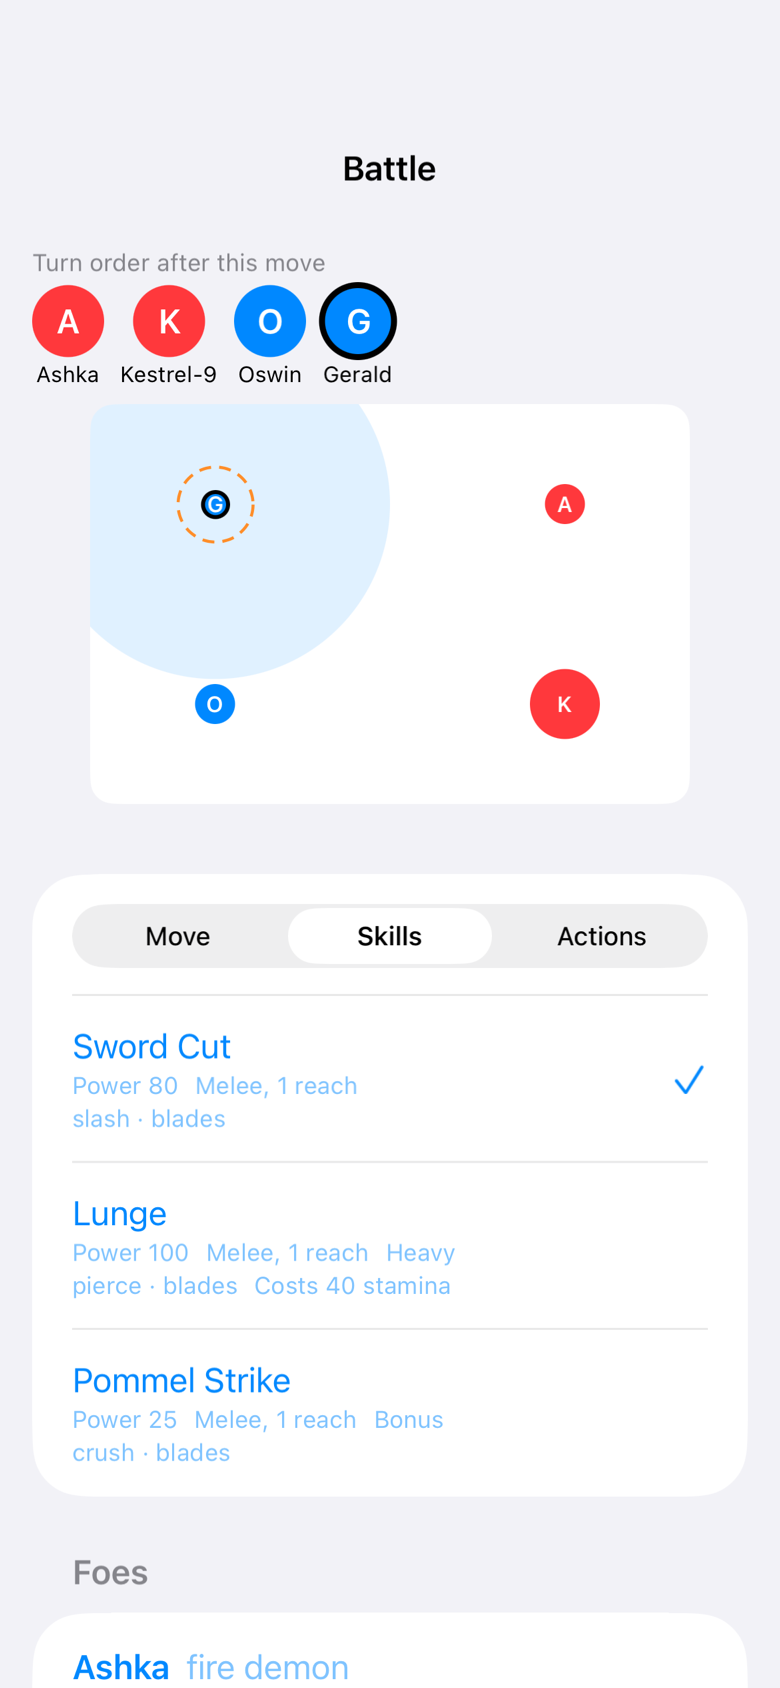 Battle
Turn order after this move
A K O G
Ashka Kestrel-9 Oswin Gerald
G A
O K
Move Skills Actions
Sword Cut
Power 80 Melee, 1 reach
slash · blades
Lunge
Power 100 Melee, 1 reach Heavy
pierce · blades Costs 40 stamina
Pommel Strike
Power 25 Melee, 1 reach Bonus
crush · blades
Foes
Ashka fire demon